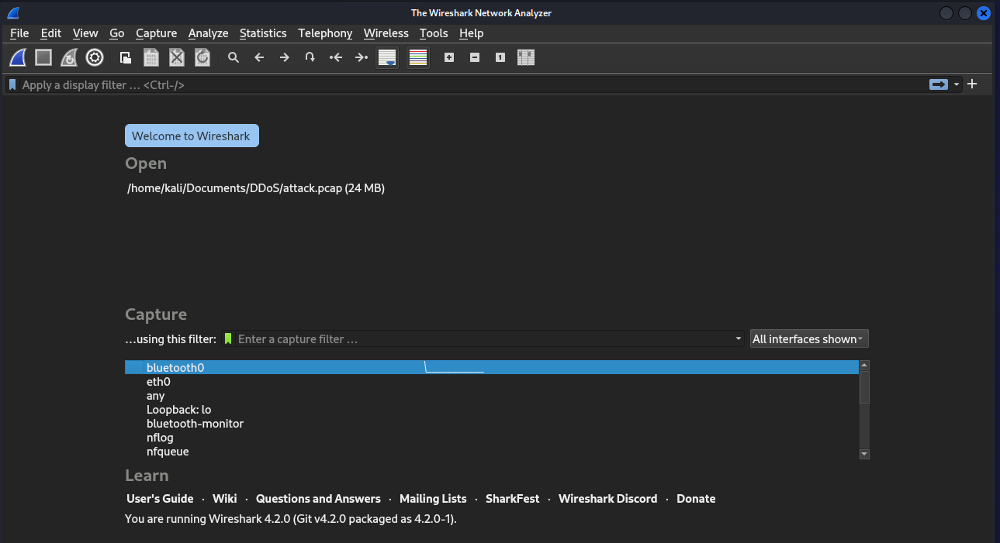 The Wireshark Network Analyzer
File Edit View Go Capture Analyze Statistics Telephony Wireless Tools Help
Apply a display filter … <Ctrl-/>
Welcome to Wireshark
Open
/home/kali/Documents/DDoS/attack.pcap (24 MB)
Capture
…using this filter: Enter a capture filter … All interfaces shown
bluetooth0
eth0
any
Loopback: lo
bluetooth-monitor
nflog
nfqueue
Learn
User's Guide · Wiki · Questions and Answers · Mailing Lists · SharkFest · Wireshark Discord · Donate
You are running Wireshark 4.2.0 (Git v4.2.0 packaged as 4.2.0-1).